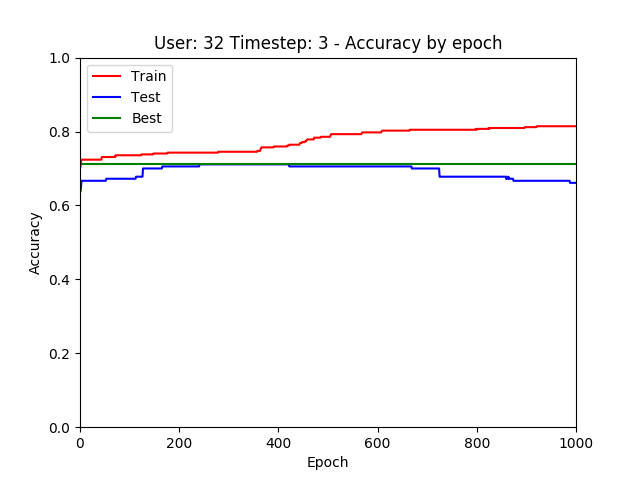 User: 32 Timestep: 3 - Accuracy by epoch
1.0
0.8
0.6
0.4
0.2
0.0
Accuracy
Train
Test
Best
0 200 400 600 800 1000
Epoch